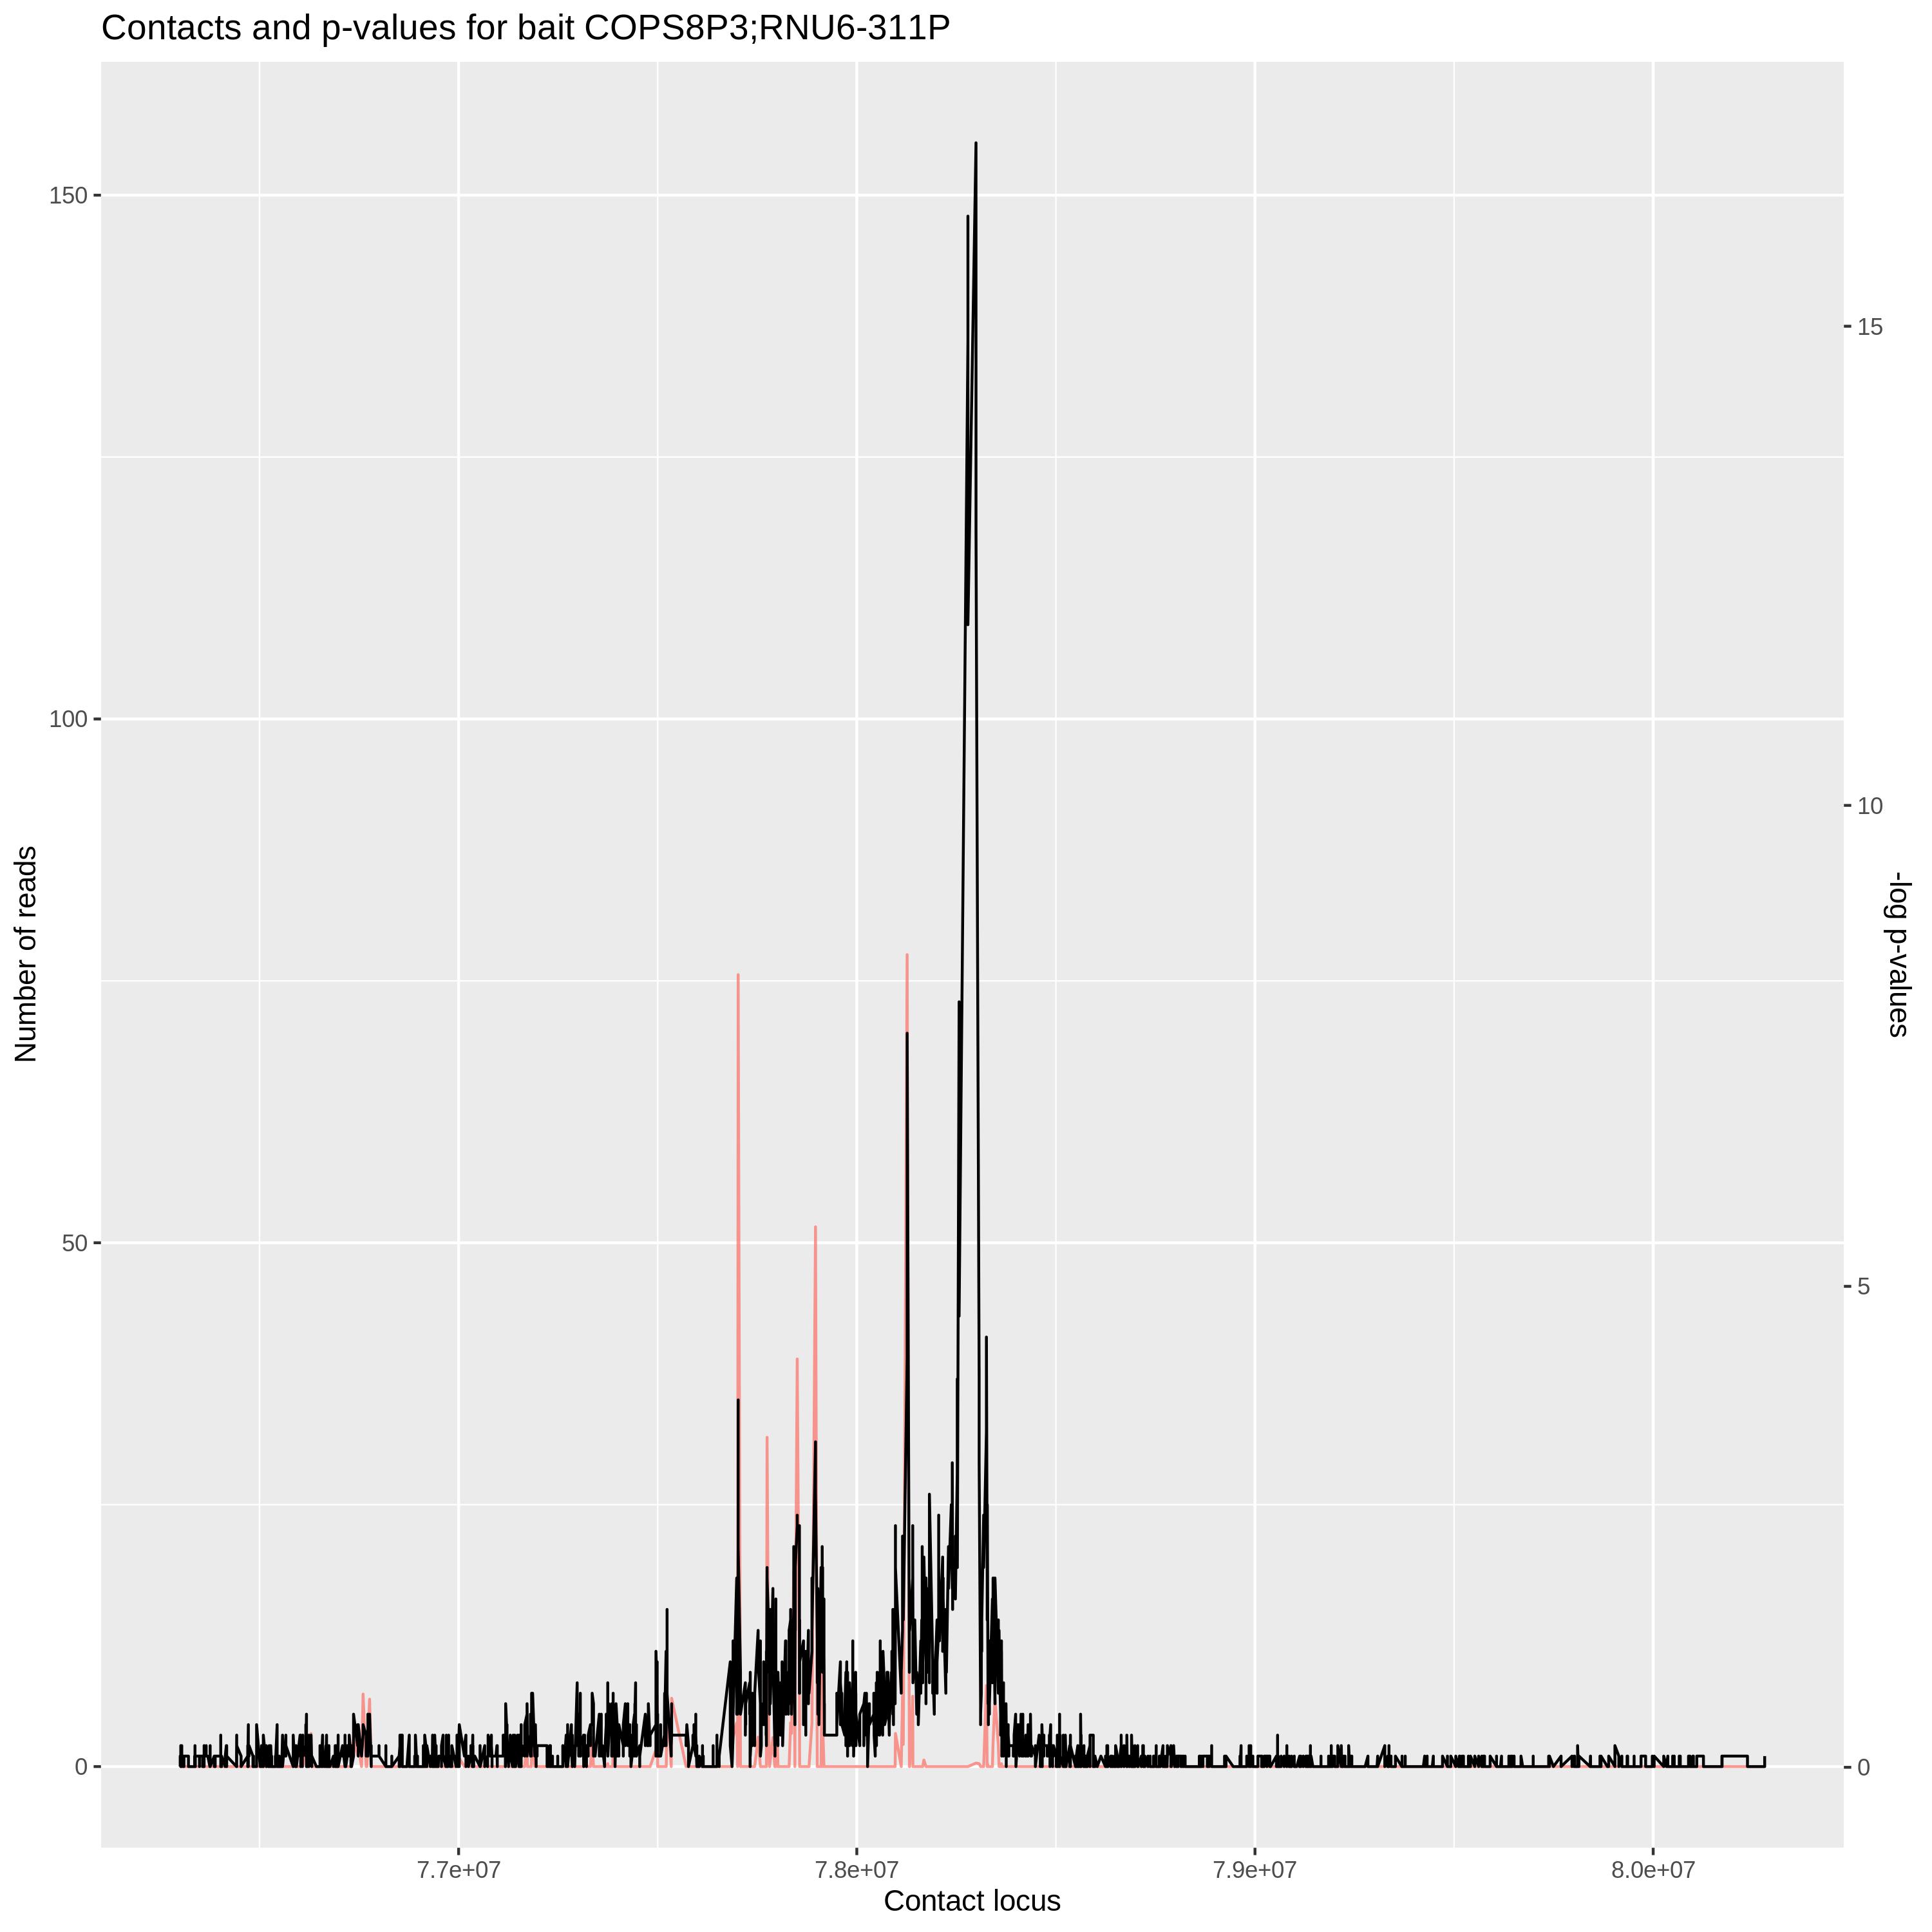 Contacts and p-values for bait COPS8P3;RNU6-311P
150
100
50
0
Number of reads
15
10
5
0
-log p-values
7.7e+07
7.8e+07
7.9e+07
8.0e+07
Contact locus